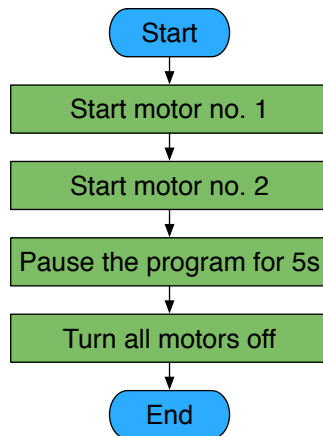 Start
Start motor no. 1
Start motor no. 2
Pause the program for 5s
Turn all motors off
End